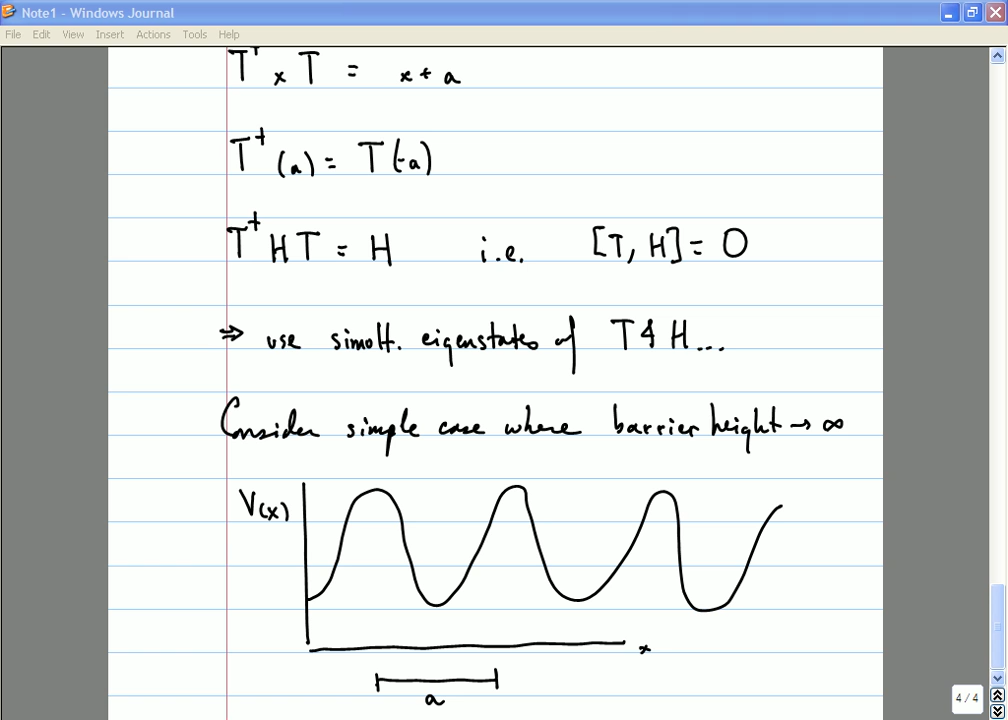 Note1 - Windows Journal
File Edit View Insert Actions Tools Help
T† x T = x + a
T†(a) = T(-a)
T† H T = H i.e. [T, H] = 0
⇒ use simult. eigenstates of T & H...
Consider simple case where barrier height → ∞
V(x)
x
a
4 / 4